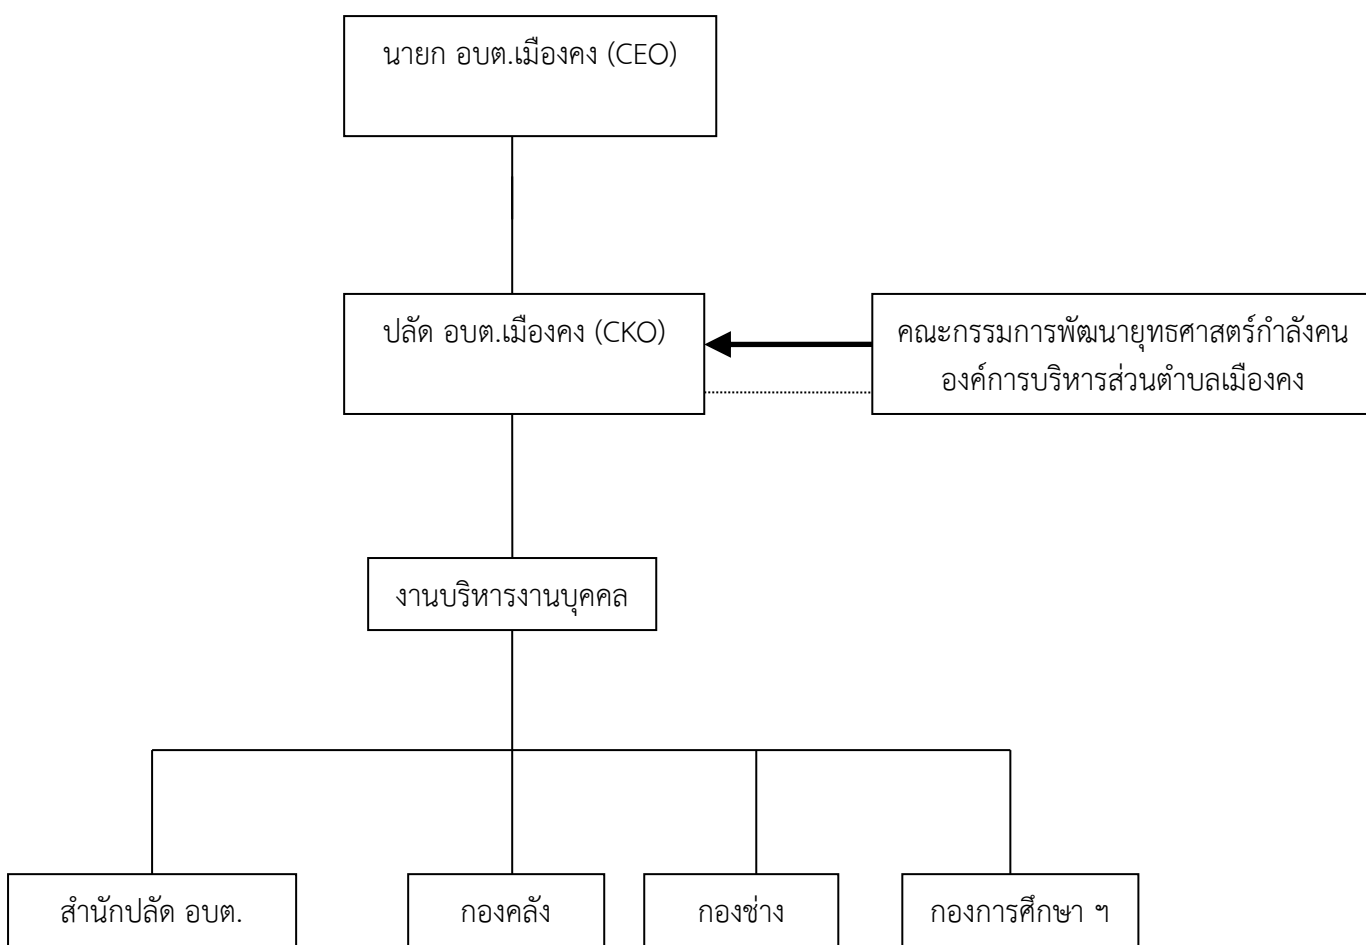 นายก อบต.เมืองคง (CEO)
ปลัด อบต.เมืองคง (CKO)
คณะกรรมการพัฒนายุทธศาสตร์กำลังคน
องค์การบริหารส่วนตำบลเมืองคง
งานบริหารงานบุคคล
สำนักปลัด อบต.
กองคลัง
กองช่าง
กองการศึกษา ฯ